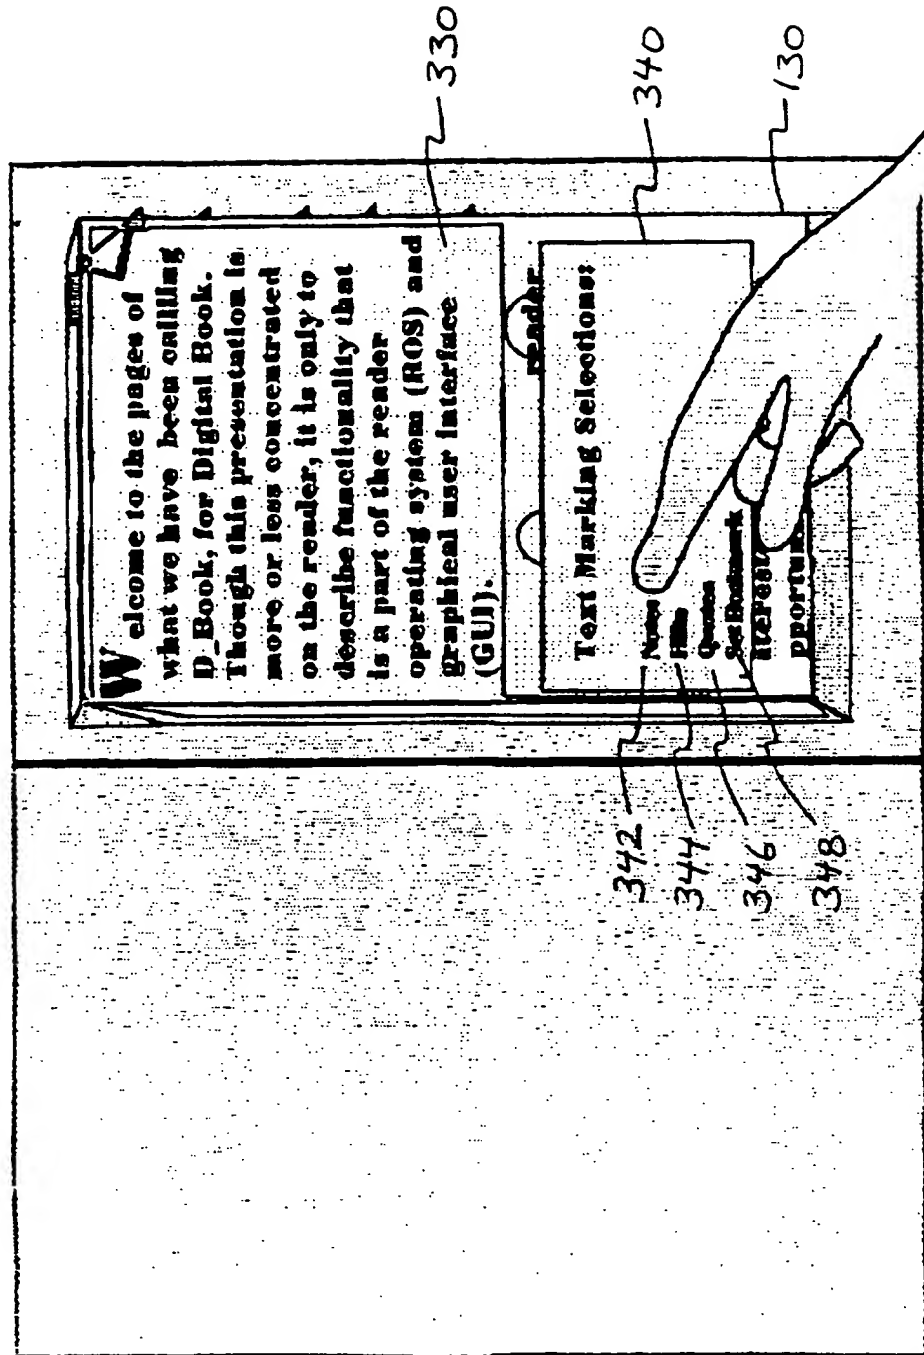 Welcome to the pages of
what we have been callling
D_Book, for Digital Book.
Though this presentation is
more or less concentrated
on the reader, it is only to
describe functionality that
is a part of the reader
operating system (ROS) and
graphical user interface
(GUI).
reader
Text Marking Selections:
Notes
Quotes
Set Bookmark
pportun
330
340
130
342
344
346
348